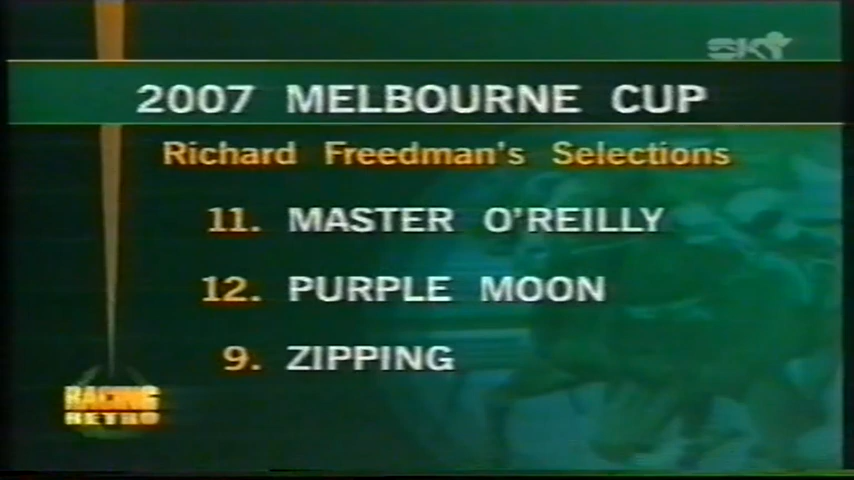 SKY
2007 MELBOURNE CUP
Richard Freedman's Selections
11. MASTER O'REILLY
12. PURPLE MOON
9. ZIPPING
RACING
RETRO